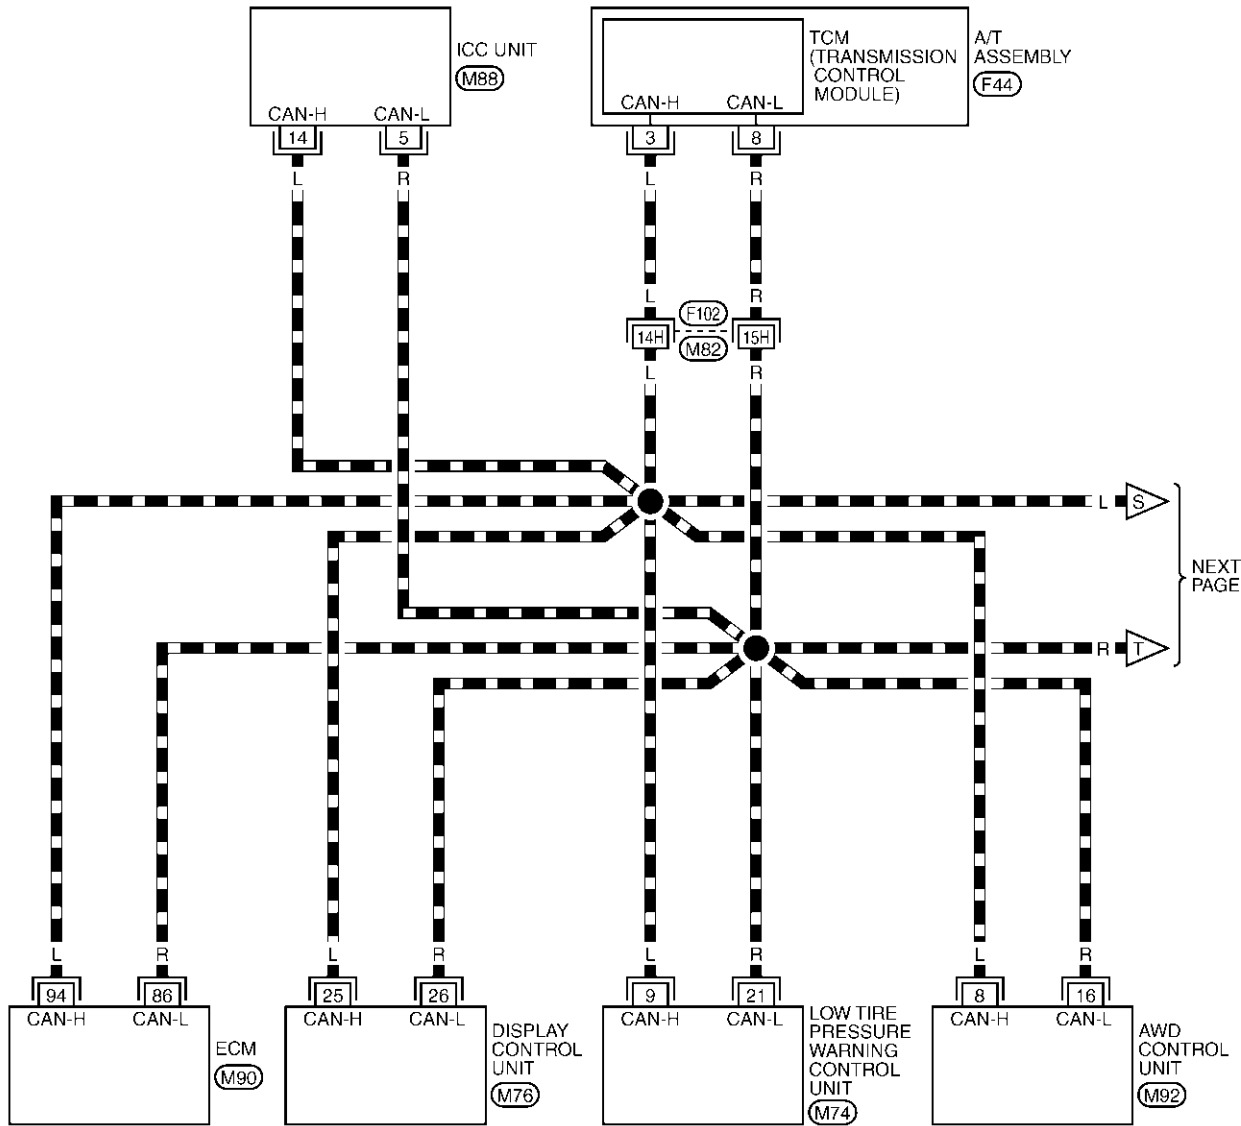 ICC UNIT
M88
CAN-H
CAN-L
14
5
L
R
TCM
(TRANSMISSION
CONTROL
MODULE)
A/T
ASSEMBLY
F44
CAN-H
CAN-L
3
8
L
R
L
R
F102
14H
15H
M82
L
R
L
S
NEXT
PAGE
R
T
L
R
L
R
L
R
L
R
94
86
25
26
9
21
8
16
CAN-H
CAN-L
ECM
M90
CAN-H
CAN-L
DISPLAY
CONTROL
UNIT
M76
CAN-H
CAN-L
LOW TIRE
PRESSURE
WARNING
CONTROL
UNIT
M74
CAN-H
CAN-L
AWD
CONTROL
UNIT
M92